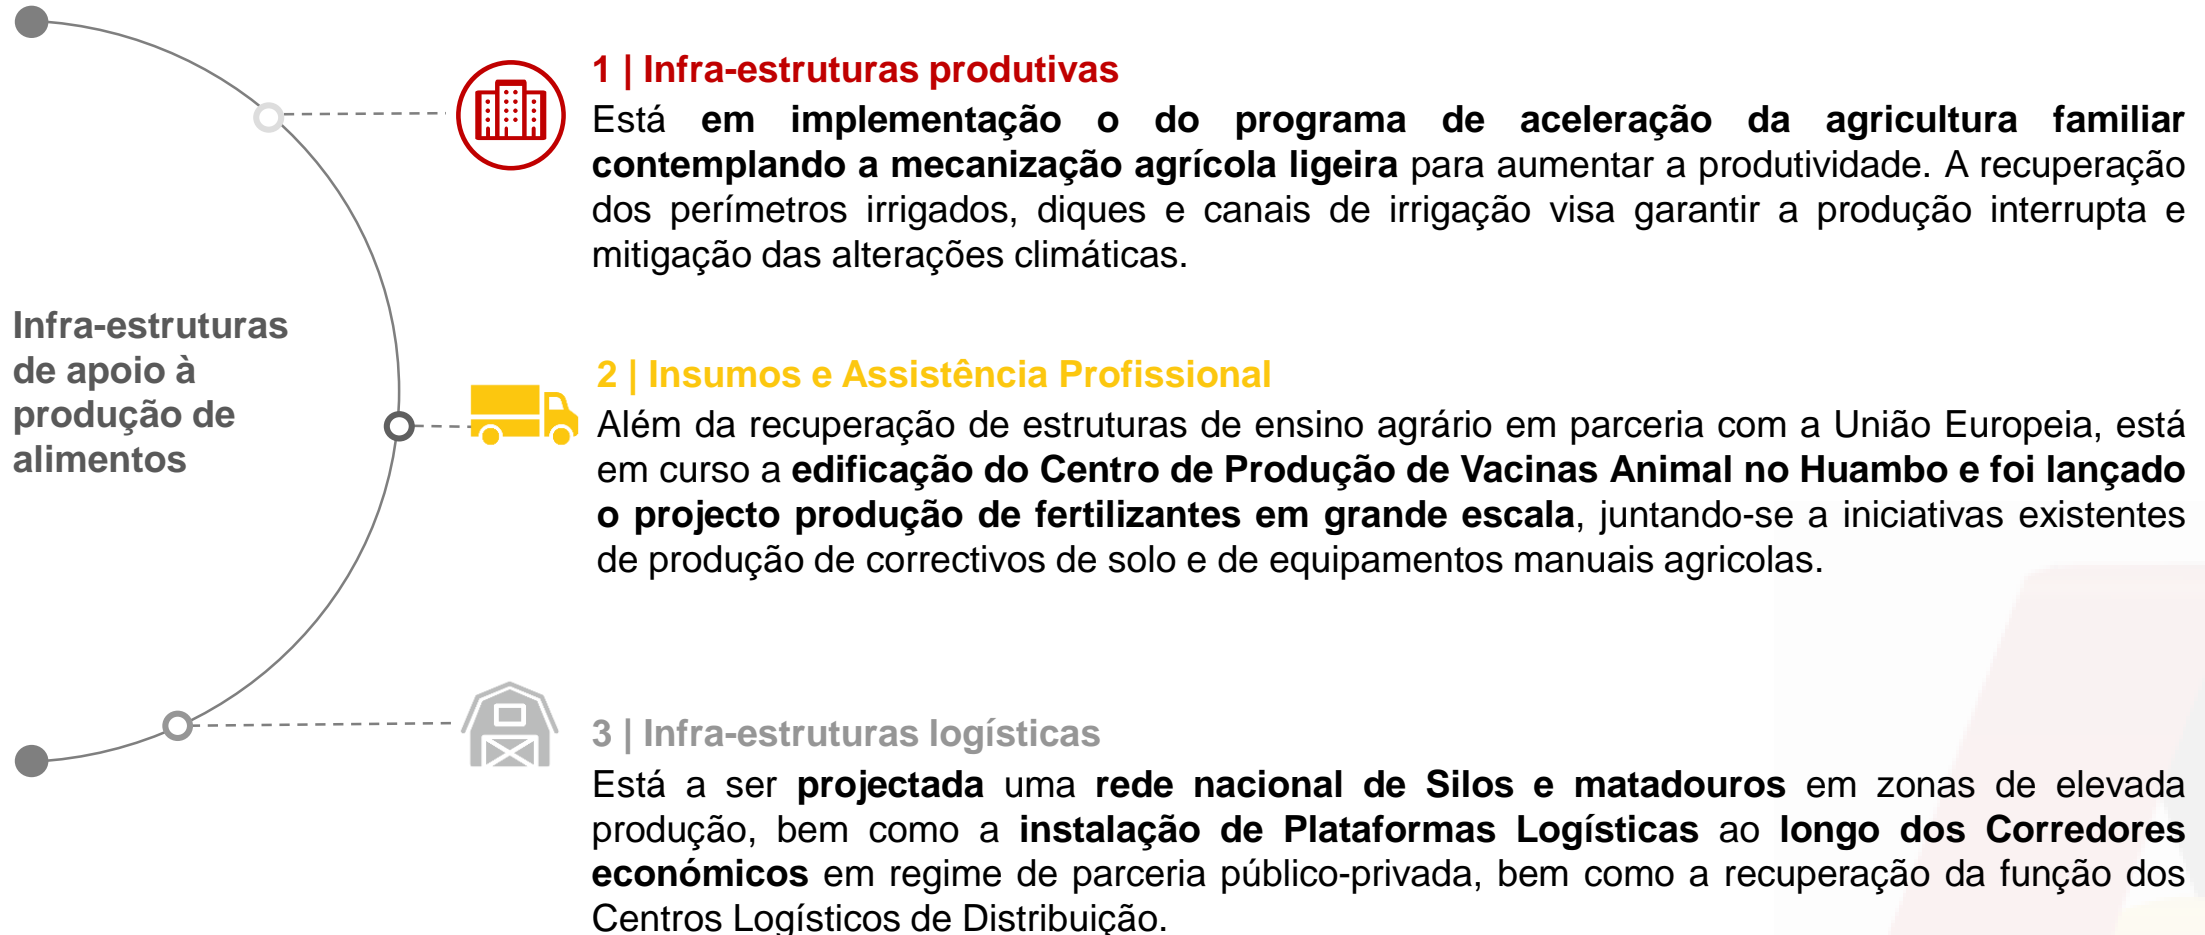 Infra-estruturas
de apoio à
produção de
alimentos
1 | Infra-estruturas produtivas
Está em implementação o do programa de aceleração da agricultura familiar
contemplando a mecanização agrícola ligeira para aumentar a produtividade. A recuperação
dos perímetros irrigados, diques e canais de irrigação visa garantir a produção interrupta e
mitigação das alterações climáticas.
2 | Insumos e Assistência Profissional
Além da recuperação de estruturas de ensino agrário em parceria com a União Europeia, está
em curso a edificação do Centro de Produção de Vacinas Animal no Huambo e foi lançado
o projecto produção de fertilizantes em grande escala, juntando-se a iniciativas existentes
de produção de correctivos de solo e de equipamentos manuais agricolas.
3 | Infra-estruturas logísticas
Está a ser projectada uma rede nacional de Silos e matadouros em zonas de elevada
produção, bem como a instalação de Plataformas Logísticas ao longo dos Corredores
económicos em regime de parceria público-privada, bem como a recuperação da função dos
Centros Logísticos de Distribuição.